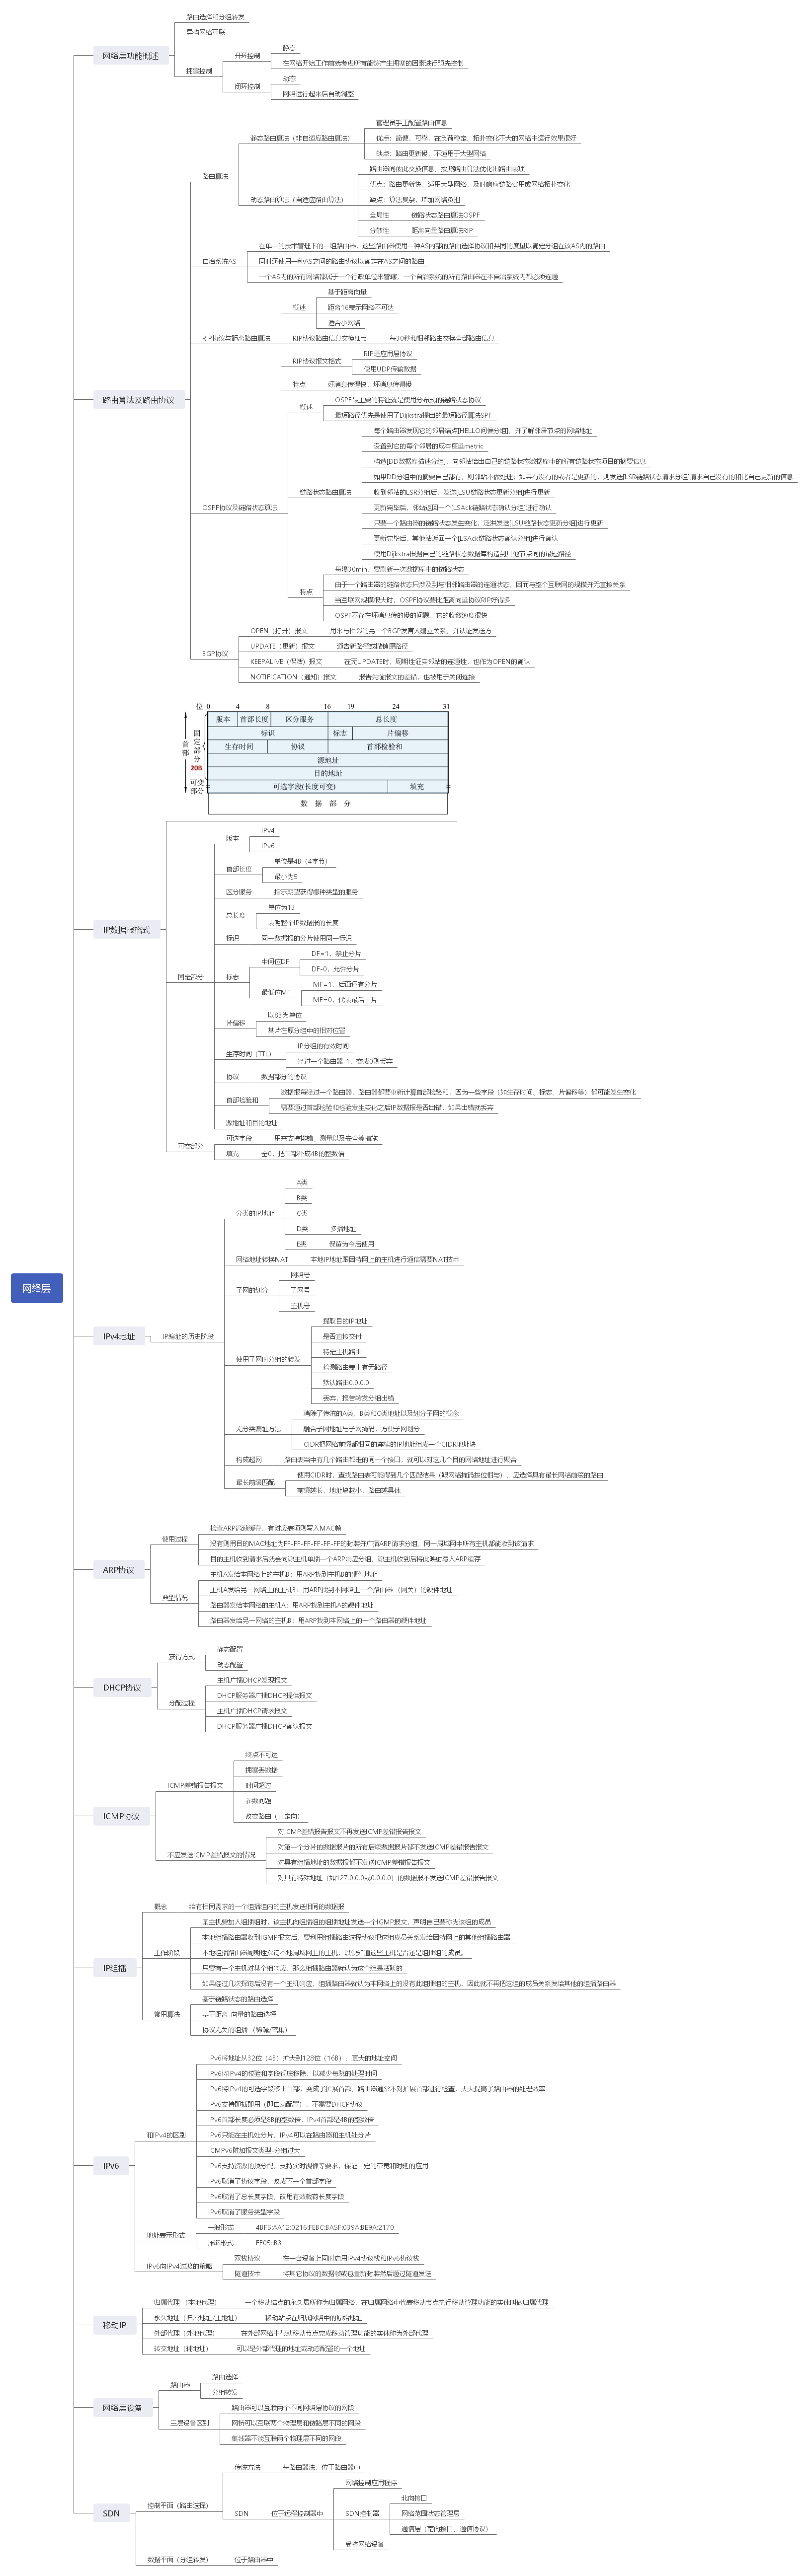 网络层
网络层功能概述
路由选择和分组转发
异构网络互联
拥塞控制
开环控制
静态
在网络开始工作前就考虑所有能够产生拥塞的因素进行预先控制
闭环控制
动态
网络运行起来后自动调整
路由算法及路由协议
路由算法
静态路由算法（非自适应路由算法）
管理员手工配置路由信息
优点：简便，可靠，在负荷稳定，拓扑变化不大的网络中运行效果很好
缺点：路由更新慢，不适用于大型网络
动态路由算法（自适应路由算法）
路由器间彼此交换信息，按照路由算法优化出路由表项
优点：路由更新快，适用大型网络，及时响应链路费用或网络拓扑变化
缺点：算法复杂，增加网络负担
全局性
链路状态路由算法OSPF
分散性
距离向量路由算法RIP
自治系统AS
在单一的技术管理下的一组路由器，这些路由器使用一种AS内部的路由选择协议和共同的度量以确定分组在该AS内的路由
同时还使用一种AS之间的路由协议以确定在AS之间的路由
一个AS内的所有网络都属于一个行政单位来管辖，一个自治系统的所有路由器在本自治系统内都必须连通
RIP协议与距离路由算法
概述
基于距离向量
距离16表示网络不可达
适合小网络
RIP协议路由信息交换细节
每30秒和相邻路由交换全部路由信息
RIP协议报文格式
RIP是应用层协议
使用UDP传输数据
特点
好消息传得快，坏消息传得慢
OSPF协议及链路状态算法
概述
OSPF最主要的特征就是使用分布式的链路状态协议
最短路径优先是使用了Dijkstra提出的最短路径算法SPF
链路状态路由算法
每个路由器发现它的邻居结点[HELLO问候分组]，并了解邻居节点的网络地址
设置到它的每个邻居的成本度量metric
构造[DD数据库描述分组]，向邻站给出自己的链路状态数据库中的所有链路状态项目的摘要信息
如果DD分组中的摘要自己都有，则邻站不做处理；如果有没有的或者是更新的，则发送[LSR链路状态请求分组]请求自己没有的和比自己更新的信息
收到邻站的LSR分组后，发送[LSU链路状态更新分组]进行更新
更新完毕后，邻站返回一个[LSAck链路状态确认分组]进行确认
只要一个路由器的链路状态发生变化，泛洪发送[LSU链路状态更新分组]进行更新
更新完毕后，其他站返回一个[LSAck链路状态确认分组]进行确认
使用Dijkstra根据自己的链路状态数据库构造到其他节点间的最短路径
特点
每隔30min，要刷新一次数据库中的链路状态
由于一个路由器的链路状态只涉及到与相邻路由器的连通状态，因而与整个互联网的规模并无直接关系
当互联网规模很大时，OSPF协议要比距离向量协议RIP好得多
OSPF不存在坏消息传的慢的问题，它的收敛速度很快
BGP协议
OPEN（打开）报文
用来与相邻的另一个BGP发言人建立关系，并认证发送方
UPDATE（更新）报文
通告新路径或撤销原路径
KEEPALIVE（保活）报文
在无UPDATE时，周期性证实邻站的连通性，也作为OPEN的确认
NOTIFICATION（通知）报文
报告先前报文的差错，也被用于关闭连接
IP数据报格式
位 0 4 8 16 19 24 31
版本 首部长度 区分服务 总长度
标识 标志 片偏移
生存时间 协议 首部检验和
源地址
目的地址
可选字段(长度可变) 填充
数据部分
首部
固定部分
20B
可变部分
固定部分
版本
IPv4
IPv6
首部长度
单位是4B（4字节）
最小为5
区分服务
指示期望获得哪种类型的服务
总长度
单位为1B
表明整个IP数据报的长度
标识
同一数据报的分片使用同一标识
标志
中间位DF
DF=1，禁止分片
DF-0，允许分片
最低位MF
MF=1，后面还有分片
MF=0，代表最后一片
片偏移
以8B为单位
某片在原分组中的相对位置
生存时间（TTL）
IP分组的有效时间
经过一个路由器-1，变成0则丢弃
协议
数据部分的协议
首部检验和
数据报每经过一个路由器，路由器都要重新计算首部检验和，因为一些字段（如生存时间、标志、片偏移等）都可能发生变化
需要通过首部检验和检验发生变化之后IP数据报是否出错，如果出错就丢弃
源地址和目的地址
可变部分
可选字段
用来支持排错、测量以及安全等措施
填充
全0，把首部补成4B的整数倍
IPv4地址
IP编址的历史阶段
分类的IP地址
A类
B类
C类
D类
多播地址
E类
保留为今后使用
网络地址转换NAT
本地IP地址跟因特网上的主机进行通信需要NAT技术
子网的划分
网络号
子网号
主机号
使用子网时分组的转发
提取目的IP地址
是否直接交付
特定主机路由
检测路由表中有无路径
默认路由0.0.0.0
丢弃，报告转发分组出错
无分类编址方法
消除了传统的A类，B类和C类地址以及划分子网的概念
融合子网地址与子网掩码，方便子网划分
CIDR把网络前缀都相同的连续的IP地址组成一个CIDR地址块
构成超网
路由表当中有几个路由都走的同一个接口，就可以对这几个目的网络地址进行聚合
最长前缀匹配
使用CIDR时，查找路由表可能得到几个匹配结果（跟网络掩码按位相与），应选择具有最长网络前缀的路由
前缀越长，地址块越小，路由越具体
ARP协议
使用过程
检查ARP高速缓存，有对应表项则写入MAC帧
没有则用目的MAC地址为FF-FF-FF-FF-FF-FF的封装并广播ARP请求分组，同一局域网中所有主机都能收到该请求
目的主机收到请求后就会向源主机单播一个ARP响应分组，源主机收到后将此映射写入ARP缓存
典型情况
主机A发给本网络上的主机B：用ARP找到主机B的硬件地址
主机A发给另一网络上的主机B：用ARP找到本网络上一个路由器（网关）的硬件地址
路由器发给本网络的主机A：用ARP找到主机A的硬件地址
路由器发给另一网络的主机B：用ARP找到本网络上的一个路由器的硬件地址
DHCP协议
获得方式
静态配置
动态配置
分配过程
主机广播DHCP发现报文
DHCP服务器广播DHCP提供报文
主机广播DHCP请求报文
DHCP服务器广播DHCP确认报文
ICMP协议
ICMP差错报告报文
终点不可达
拥塞丢数据
时间超过
参数问题
改变路由（重定向）
不应发送ICMP差错报文的情况
对ICMP差错报告报文不再发送ICMP差错报告报文
对第一个分片的数据报片的所有后续数据报片都不发送ICMP差错报告报文
对具有组播地址的数据报都不发送ICMP差错报告报文
对具有特殊地址（如127.0.0.0或0.0.0.0）的数据报不发送ICMP差错报告报文
IP组播
概念
给有相同需求的一个组播组内的主机发送相同的数据报
工作阶段
某主机要加入组播组时，该主机向组播组的组播地址发送一个IGMP报文，声明自己要称为该组的成员
本地组播路由器收到IGMP报文后，要利用组播路由选择协议把这组成员关系发给因特网上的其他组播路由器
本地组播路由器周期性探询本地局域网上的主机，以便知道这些主机是否还是组播组的成员。
只要有一个主机对某个组响应，那么组播路由器就认为这个组是活跃的
如果经过几次探询后没有一个主机响应，组播路由器就认为本网络上的没有此组播组的主机，因此就不再把这组的成员关系发给其他的组播路由器
常用算法
基于链路状态的路由选择
基于距离-向量的路由选择
协议无关的组播（稀疏/密集）
IPv6
和IPv4的区别
IPv6将地址从32位（4B）扩大到128位（16B），更大的地址空间
IPv6将IPv4的校验和字段彻底移除，以减少每跳的处理时间
IPv6将IPv4的可选字段移出首部，变成了扩展首部，路由器通常不对扩展首部进行检查，大大提高了路由器的处理效率
IPv6支持即插即用（即自动配置），不需要DHCP协议
IPv6首部长度必须是8B的整数倍，IPv4首部是4B的整数倍
IPv6只能在主机处分片，IPv4可以在路由器和主机处分片
ICMPv6附加报文类型-分组过大
IPv6支持资源的预分配，支持实时视像等要求，保证一定的带宽和时延的应用
IPv6取消了协议字段，改成下一个首部字段
IPv6取消了总长度字段，改用有效载荷长度字段
IPv6取消了服务类型字段
地址表示形式
一般形式
4BF5:AA12:0216:FEBC:BA5F:039A:BE9A:2170
压缩形式
FF05::B3
IPv6向IPv4过渡的策略
双栈协议
在一台设备上同时启用IPv4协议栈和IPv6协议栈
隧道技术
将其它协议的数据帧或包重新封装然后通过隧道发送
移动IP
归属代理（本地代理）
一个移动结点的永久居所称为归属网络，在归属网络中代表移动节点执行移动管理功能的实体叫做归属代理
永久地址（归属地址/主地址）
移动站点在归属网络中的原始地址
外部代理（外地代理）
在外部网络中帮助移动节点完成移动管理功能的实体称为外部代理
转交地址（辅地址）
可以是外部代理的地址或动态配置的一个地址
网络层设备
路由器
路由选择
分组转发
三层设备区别
路由器可以互联两个不同网络层协议的网段
网桥可以互联两个物理层和链路层不同的网段
集线器不能互联两个物理层不同的网段
SDN
控制平面（路由选择）
传统方法
每路由器法，位于路由器中
SDN
位于远程控制器中
网络控制应用程序
SDN控制器
北向接口
网络范围状态管理层
通信层（南向接口、通信协议）
受控网络设备
数据平面（分组转发）
位于路由器中